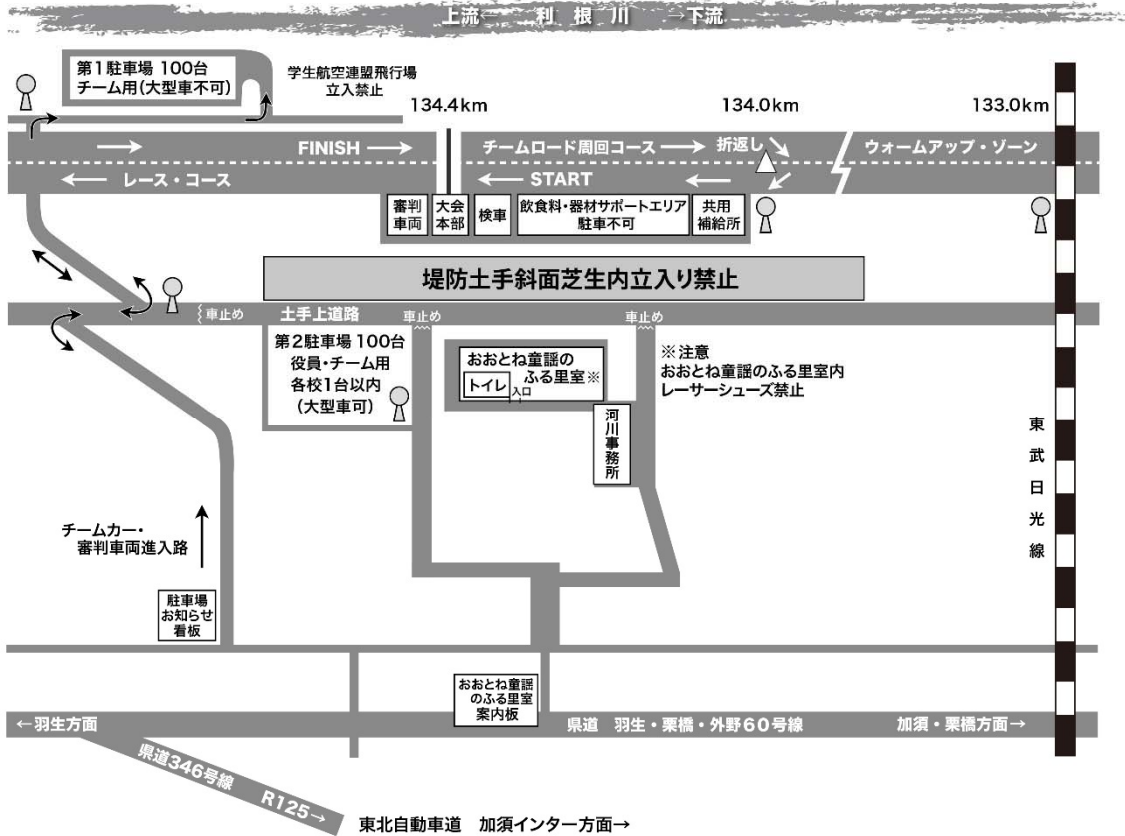 上流← 利根川 →下流
第1駐車場 100台
チーム用(大型車不可)
学生航空連盟飛行場
立入禁止
134.4km
134.0km
133.0km
→ FINISH →
チームロード周回コース → 折返し
ウォームアップ・ゾーン
← レース・コース
← START ←
審判
車両
大会
本部
検車
飲食料・器材サポートエリア
駐車不可
共用
補給所
堤防土手斜面芝生内立入り禁止
車止め
土手上道路
車止め
車止め
第2駐車場 100台
役員・チーム用
各校1台以内
(大型車可)
おおとね童謡の
ふる里室※
トイレ
入口
※注意
おおとね童謡のふる里室内
レーサーシューズ禁止
河川事務所
東武日光線
チームカー・
審判車両進入路
駐車場
お知らせ
看板
おおとね童謡
のふる里室
案内板
←羽生方面
県道 羽生・栗橋・外野60号線
加須・栗橋方面→
県道346号線 R125→
東北自動車道 加須インター方面→